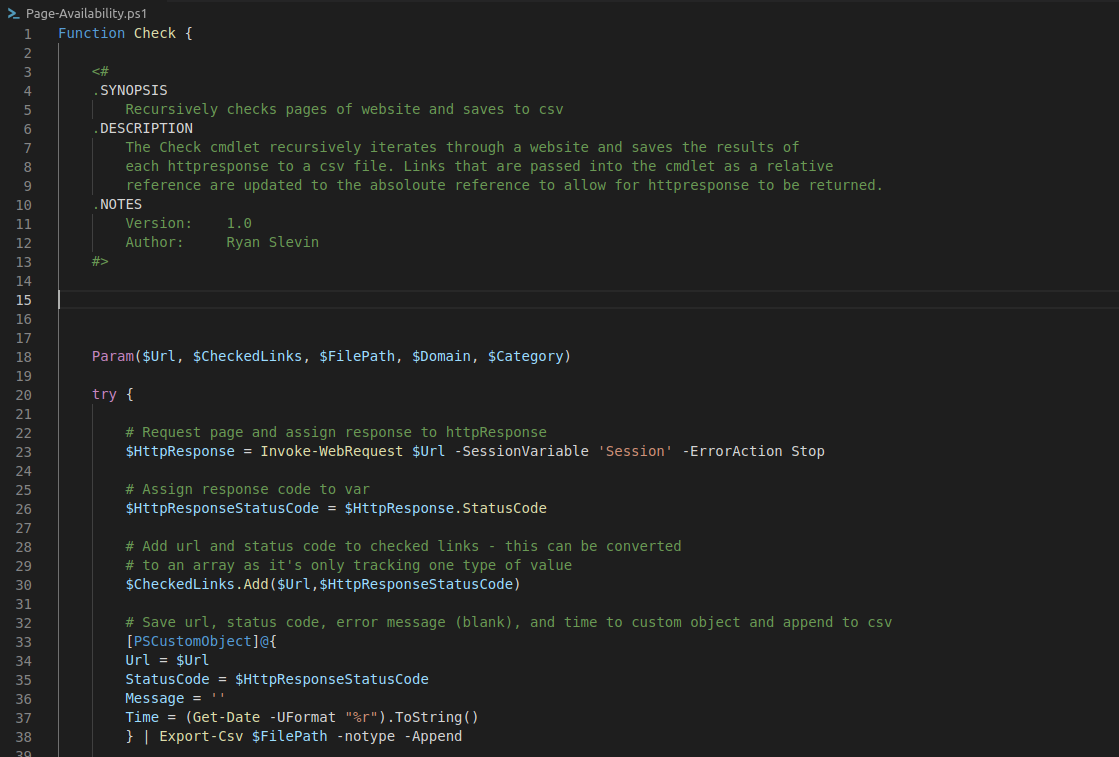 Page-Availability.ps1
1 Function Check {
2
3 <#
4 .SYNOPSIS
5 Recursively checks pages of website and saves to csv
6 .DESCRIPTION
7 The Check cmdlet recursively iterates through a website and saves the results of
8 each httpresponse to a csv file. Links that are passed into the cmdlet as a relative
9 reference are updated to the absoloute reference to allow for httpresponse to be returned.
10 .NOTES
11 Version: 1.0
12 Author: Ryan Slevin
13 #>
14
15
16
17
18 Param($Url, $CheckedLinks, $FilePath, $Domain, $Category)
19
20 try {
21
22 # Request page and assign response to httpResponse
23 $HttpResponse = Invoke-WebRequest $Url -SessionVariable 'Session' -ErrorAction Stop
24
25 # Assign response code to var
26 $HttpResponseStatusCode = $HttpResponse.StatusCode
27
28 # Add url and status code to checked links - this can be converted
29 # to an array as it's only tracking one type of value
30 $CheckedLinks.Add($Url,$HttpResponseStatusCode)
31
32 # Save url, status code, error message (blank), and time to custom object and append to csv
33 [PSCustomObject]@{
34 Url = $Url
35 StatusCode = $HttpResponseStatusCode
36 Message = ''
37 Time = (Get-Date -UFormat "%r").ToString()
38 } | Export-Csv $FilePath -notype -Append
39